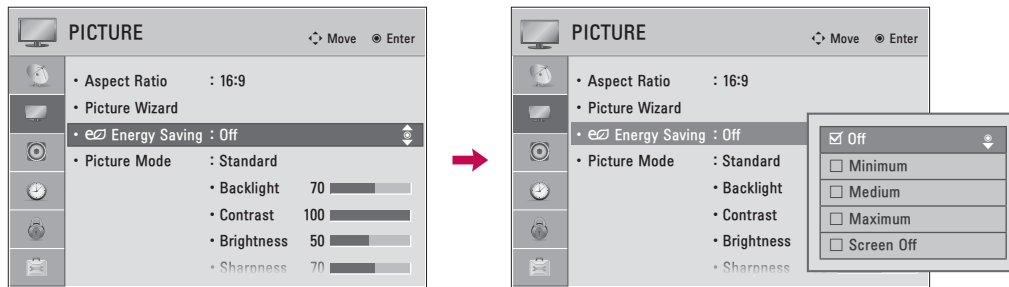 PICTURE Move Enter
• Aspect Ratio : 16:9
• Picture Wizard
• Energy Saving : Off
• Picture Mode : Standard
• Backlight 70
• Contrast 100
• Brightness 50
• Sharpness 70
PICTURE Move Enter
• Aspect Ratio : 16:9
• Picture Wizard
• Energy Saving : Off
• Picture Mode : Standard
• Backlight
• Contrast
• Brightness
• Sharpness
☑ Off
☐ Minimum
☐ Medium
☐ Maximum
☐ Screen Off